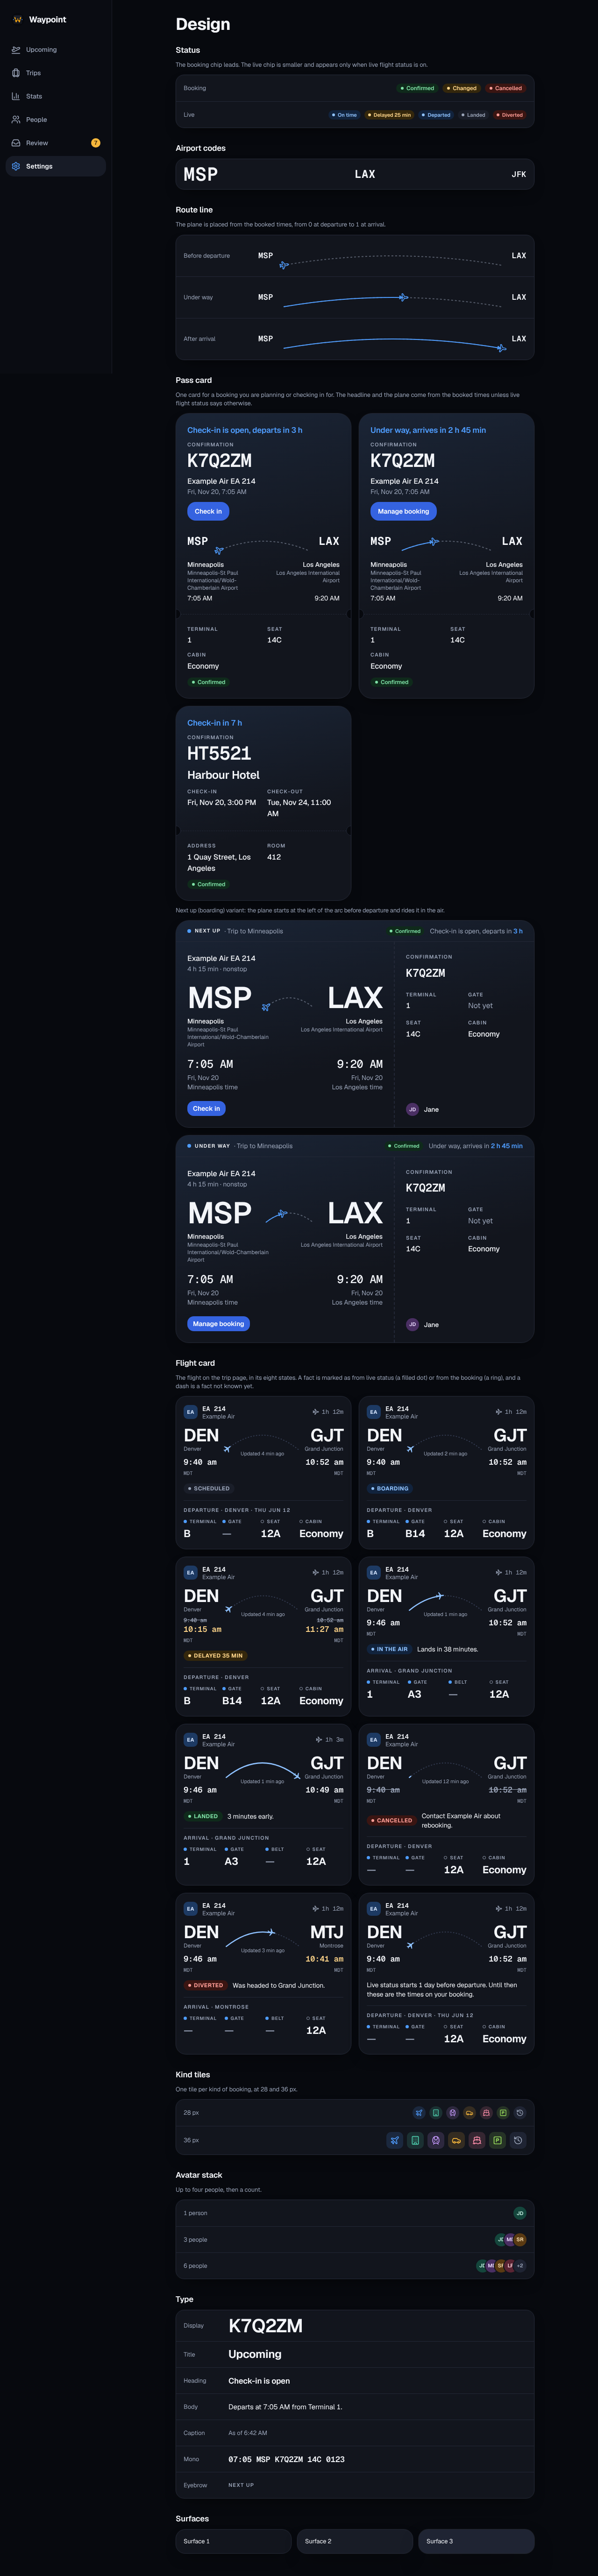 Waypoint
Upcoming
Trips
Stats
People
Review 7
Settings
Design
Status
The booking chip leads. The live chip is smaller and appears only when live flight status is on.
Booking Confirmed Changed Cancelled
Live On time Delayed 25 min Departed Landed Diverted
Airport codes
MSP LAX JFK
Route line
The plane is placed from the booked times, from 0 at departure to 1 at arrival.
Before departure MSP LAX
Under way MSP LAX
After arrival MSP LAX
Pass card
One card for a booking you are planning or checking in for. The headline and the plane come from the booked times unless live
flight status says otherwise.
Check-in is open, departs in 3 h
CONFIRMATION
K7Q2ZM
Example Air EA 214
Fri, Nov 20, 7:05 AM
Check in
MSP LAX
Minneapolis Los Angeles
Minneapolis-St Paul
International/Wold-
Chamberlain Airport
Los Angeles International
Airport
7:05 AM 9:20 AM
TERMINAL SEAT
1 14C
CABIN
Economy
Confirmed
Under way, arrives in 2 h 45 min
CONFIRMATION
K7Q2ZM
Example Air EA 214
Fri, Nov 20, 7:05 AM
Manage booking
MSP LAX
Minneapolis Los Angeles
Minneapolis-St Paul
International/Wold-
Chamberlain Airport
Los Angeles International
Airport
7:05 AM 9:20 AM
TERMINAL SEAT
1 14C
CABIN
Economy
Confirmed
Check-in in 7 h
CONFIRMATION
HT5521
Harbour Hotel
CHECK-IN CHECK-OUT
Fri, Nov 20, 3:00 PM Tue, Nov 24, 11:00
AM
ADDRESS ROOM
1 Quay Street, Los 412
Angeles
Confirmed
Next up (boarding) variant: the plane starts at the left of the arc before departure and rides it in the air.
NEXT UP · Trip to Minneapolis Confirmed Check-in is open, departs in 3 h
Example Air EA 214
4 h 15 min · nonstop
MSP LAX
Minneapolis Los Angeles
Minneapolis-St Paul Los Angeles International Airport
International/Wold-Chamberlain
Airport
7:05 AM 9:20 AM
Fri, Nov 20 Fri, Nov 20
Minneapolis time Los Angeles time
Check in
CONFIRMATION
K7Q2ZM
TERMINAL GATE
1 Not yet
SEAT CABIN
14C Economy
JD Jane
UNDER WAY · Trip to Minneapolis Confirmed Under way, arrives in 2 h 45 min
Example Air EA 214
4 h 15 min · nonstop
MSP LAX
Minneapolis Los Angeles
Minneapolis-St Paul Los Angeles International Airport
International/Wold-Chamberlain
Airport
7:05 AM 9:20 AM
Fri, Nov 20 Fri, Nov 20
Minneapolis time Los Angeles time
Manage booking
CONFIRMATION
K7Q2ZM
TERMINAL GATE
1 Not yet
SEAT CABIN
14C Economy
JD Jane
Flight card
The flight on the trip page, in its eight states. A fact is marked as from live status (a filled dot) or from the booking (a ring), and a
dash is a fact not known yet.
EA EA 214 1h 12m
Example Air
DEN GJT
Denver Updated 4 min ago Grand Junction
9:40 am 10:52 am
MDT MDT
SCHEDULED
DEPARTURE · DENVER · THU JUN 12
TERMINAL GATE SEAT CABIN
B — 12A Economy
EA EA 214 1h 12m
Example Air
DEN GJT
Denver Updated 2 min ago Grand Junction
9:40 am 10:52 am
MDT MDT
BOARDING
DEPARTURE · DENVER
TERMINAL GATE SEAT CABIN
B B14 12A Economy
EA EA 214 1h 12m
Example Air
DEN GJT
Denver Updated 4 min ago Grand Junction
9:40 am 10:52 am
10:15 am 11:27 am
MDT MDT
DELAYED 35 MIN
DEPARTURE · DENVER
TERMINAL GATE SEAT CABIN
B B14 12A Economy
EA EA 214 1h 12m
Example Air
DEN GJT
Denver Updated 1 min ago Grand Junction
9:46 am 10:52 am
MDT MDT
IN THE AIR Lands in 38 minutes.
ARRIVAL · GRAND JUNCTION
TERMINAL GATE BELT SEAT
1 A3 — 12A
EA EA 214 1h 3m
Example Air
DEN GJT
Denver Updated 1 min ago Grand Junction
9:46 am 10:49 am
MDT MDT
LANDED 3 minutes early.
ARRIVAL · GRAND JUNCTION
TERMINAL GATE BELT SEAT
1 A3 — 12A
EA EA 214 1h 12m
Example Air
DEN GJT
Denver Updated 12 min ago Grand Junction
9:40 am 10:52 am
MDT MDT
CANCELLED Contact Example Air about
rebooking.
DEPARTURE · DENVER
TERMINAL GATE SEAT CABIN
— — 12A Economy
EA EA 214 1h 12m
Example Air
DEN MTJ
Denver Updated 3 min ago Montrose
9:46 am 10:41 am
MDT MDT
DIVERTED Was headed to Grand Junction.
ARRIVAL · MONTROSE
TERMINAL GATE BELT SEAT
— — — 12A
EA EA 214 1h 12m
Example Air
DEN GJT
Denver Grand Junction
9:40 am 10:52 am
MDT MDT
Live status starts 1 day before departure. Until then
these are the times on your booking.
DEPARTURE · DENVER · THU JUN 12
TERMINAL GATE SEAT CABIN
— — 12A Economy
Kind tiles
One tile per kind of booking, at 28 and 36 px.
28 px
36 px
Avatar stack
Up to four people, then a count.
1 person JD
3 people SR
6 people +2
Type
Display K7Q2ZM
Title Upcoming
Heading Check-in is open
Body Departs at 7:05 AM from Terminal 1.
Caption As of 6:42 AM
Mono 07:05 MSP K7Q2ZM 14C 0123
Eyebrow NEXT UP
Surfaces
Surface 1 Surface 2 Surface 3